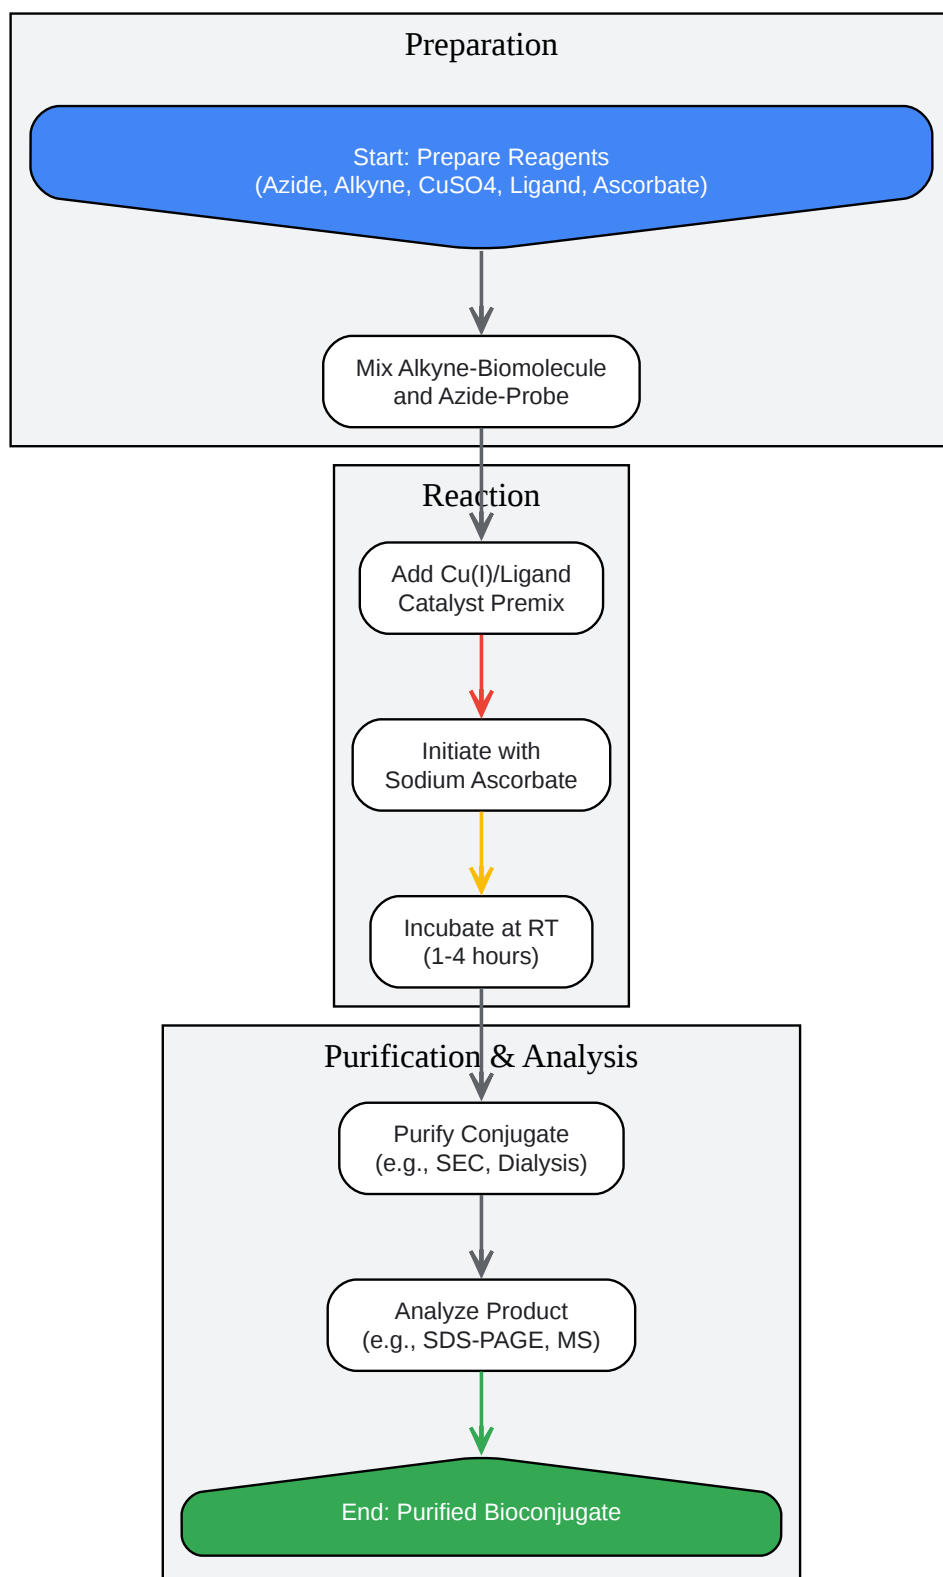 Preparation
Start: Prepare Reagents
(Azide, Alkyne, CuSO4, Ligand, Ascorbate)
Mix Alkyne-Biomolecule
and Azide-Probe
Reaction
Add Cu(I)/Ligand
Catalyst Premix
Initiate with
Sodium Ascorbate
Incubate at RT
(1-4 hours)
Purification & Analysis
Purify Conjugate
(e.g., SEC, Dialysis)
Analyze Product
(e.g., SDS-PAGE, MS)
End: Purified Bioconjugate